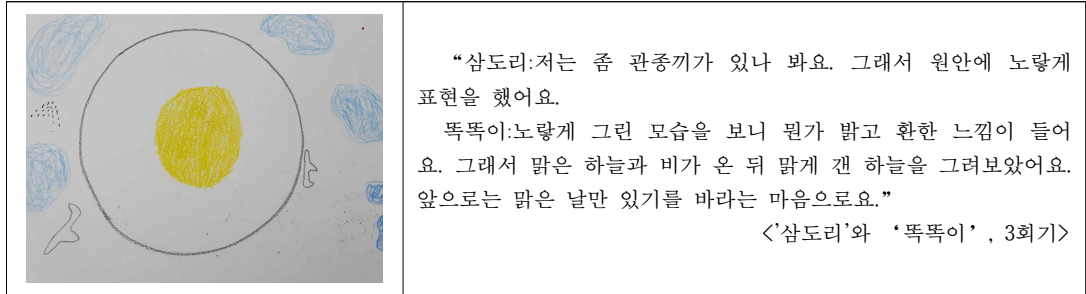 “삼도리:저는 좀 관종끼가 있나 봐요. 그래서 원안에 노랗게
표현을 했어요.
똑똑이:노랗게 그린 모습을 보니 뭔가 밝고 환한 느낌이 들어
요. 그래서 맑은 하늘과 비가 온 뒤 맑게 갠 하늘을 그려보았어요.
앞으로는 맑은 날만 있기를 바라는 마음으로요.”
<'삼도리'와 ‘똑똑이’, 3회기>